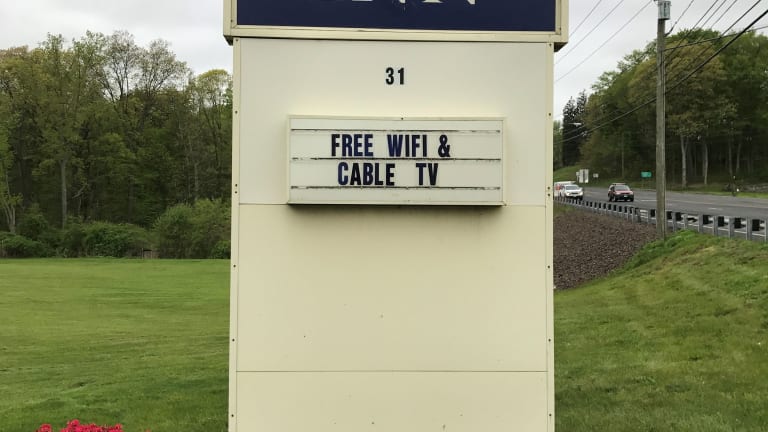 31
FREE WIFI &
CABLE TV